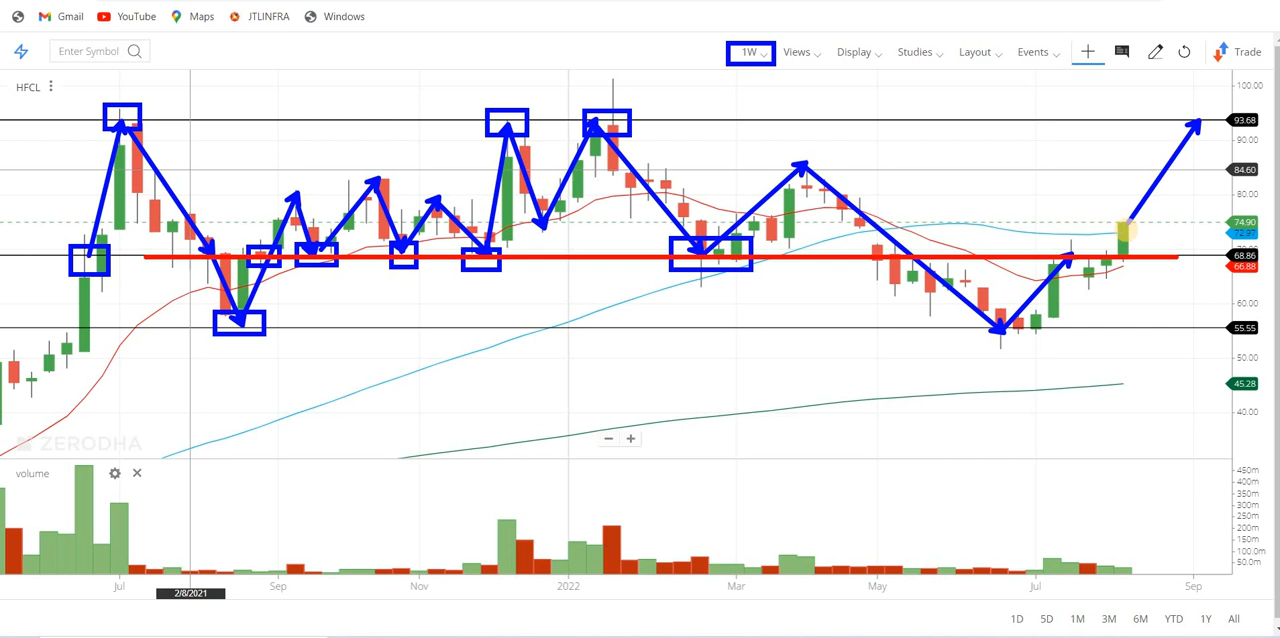 Gmail YouTube Maps JTLINFRA Windows
Enter Symbol 1W Views Display Studies Layout Events Trade
HFCL
100.00
93.68
90.00
84.60
80.00
74.90
72.97
68.86
66.88
60.00
55.55
50.00
45.28
40.00
ZERODHA
volume
450m
400m
350m
300m
250m
200m
150m
100.0m
50.0m
Jul Sep Nov 2022 Mar May Jul Sep
2/8/2021
1D 5D 1M 3M 6M YTD 1Y All